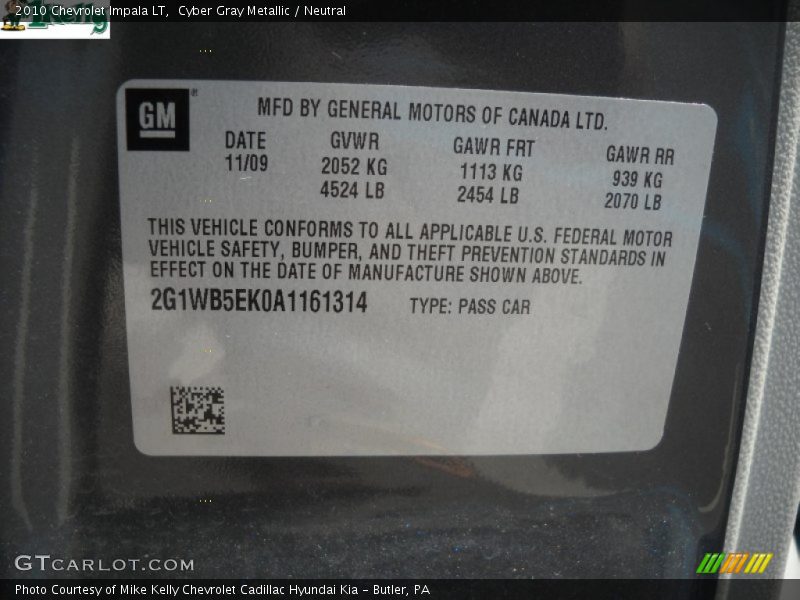 2010 Chevrolet Impala LT, Cyber Gray Metallic / Neutral
GM
MFD BY GENERAL MOTORS OF CANADA LTD.
DATE GVWR GAWR FRT GAWR RR
11/09 2052 KG 1113 KG 939 KG
4524 LB 2454 LB 2070 LB
THIS VEHICLE CONFORMS TO ALL APPLICABLE U.S. FEDERAL MOTOR
VEHICLE SAFETY, BUMPER, AND THEFT PREVENTION STANDARDS IN
EFFECT ON THE DATE OF MANUFACTURE SHOWN ABOVE.
2G1WB5EK0A1161314 TYPE: PASS CAR
GTCARLOT.COM
Photo Courtesy of Mike Kelly Chevrolet Cadillac Hyundai Kia – Butler, PA